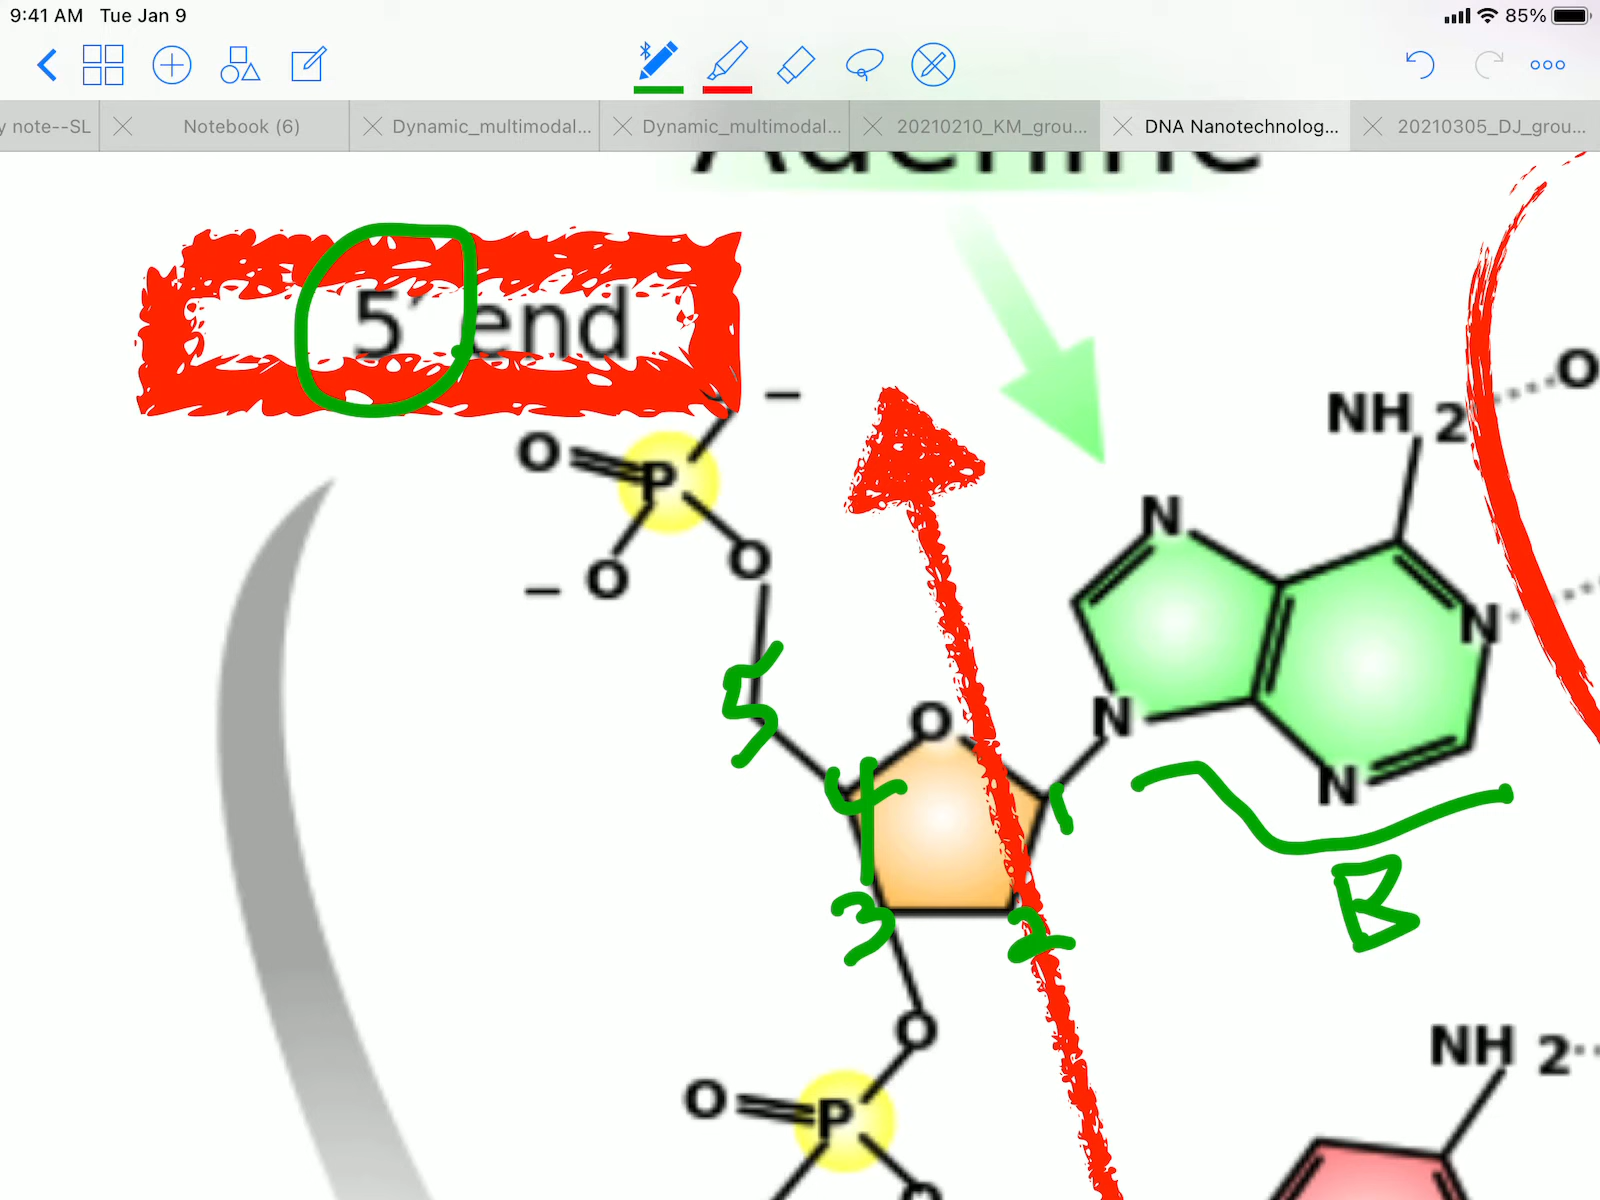 9:41 AM Tue Jan 9 85%
y note--SL Notebook (6) Dynamic_multimodal... Dynamic_multimodal... 20210210_KM_grou... DNA Nanotechnolog... 20210305_DJ_grou...
Adenine
5' end
–
O
NH 2
O P
N
– O O
N
5
O N
N
4 1
B
3 2
O
NH 2
O P
O